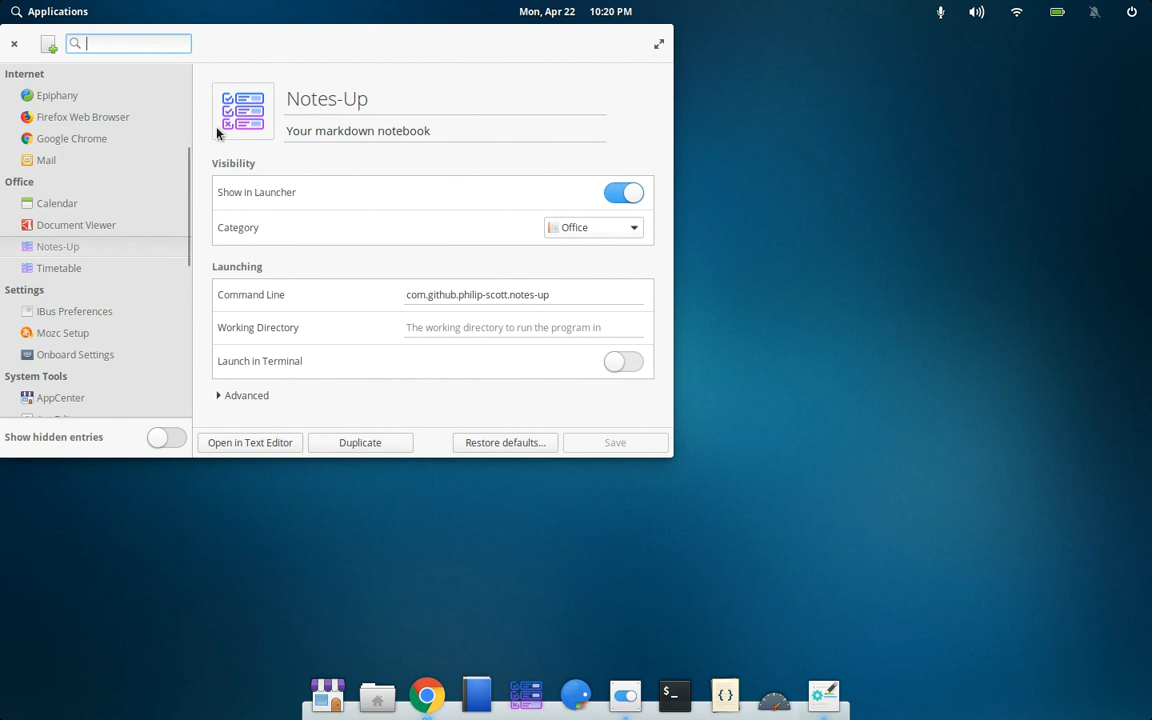 Applications
Mon, Apr 22 10:20 PM
Internet
Epiphany
Firefox Web Browser
Google Chrome
Mail
Office
Calendar
Document Viewer
Notes-Up
Timetable
Settings
IBus Preferences
Mozc Setup
Onboard Settings
System Tools
AppCenter
Show hidden entries
Notes-Up
Your markdown notebook
Visibility
Show in Launcher
Category
Office
Launching
Command Line
com.github.philip-scott.notes-up
Working Directory
The working directory to run the program in
Launch in Terminal
Advanced
Open in Text Editor
Duplicate
Restore defaults...
Save